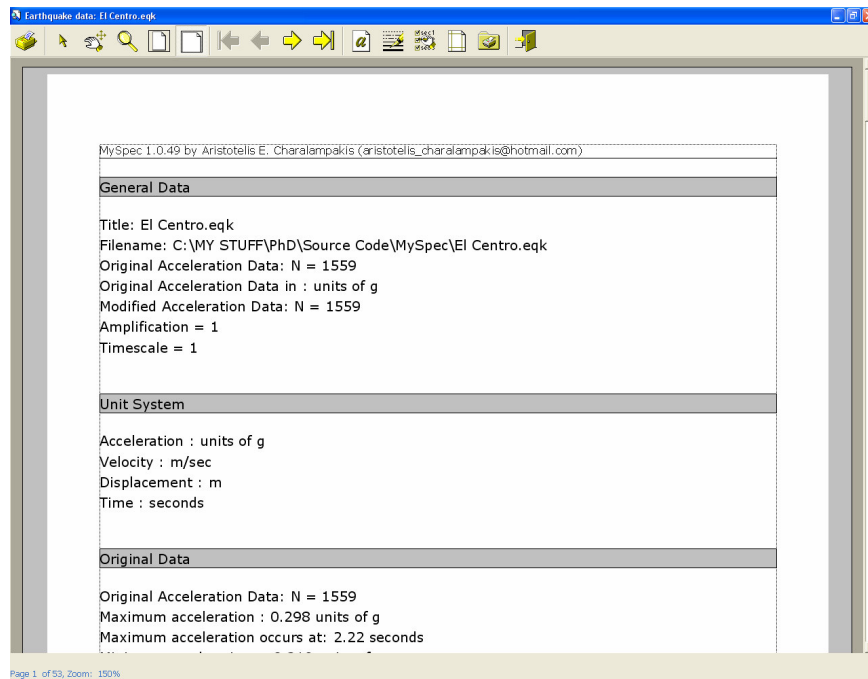 Earthquake data: El Centro.eqk
MySpec 1.0.49 by Aristotelis E. Charalampakis (aristotelis_charalampakis@hotmail.com)
General Data
Title: El Centro.eqk
Filename: C:\MY STUFF\PhD\Source Code\MySpec\El Centro.eqk
Original Acceleration Data: N = 1559
Original Acceleration Data in : units of g
Modified Acceleration Data: N = 1559
Amplification = 1
Timescale = 1
Unit System
Acceleration : units of g
Velocity : m/sec
Displacement : m
Time : seconds
Original Data
Original Acceleration Data: N = 1559
Maximum acceleration : 0.298 units of g
Maximum acceleration occurs at: 2.22 seconds
Page 1 of 53, Zoom: 150%